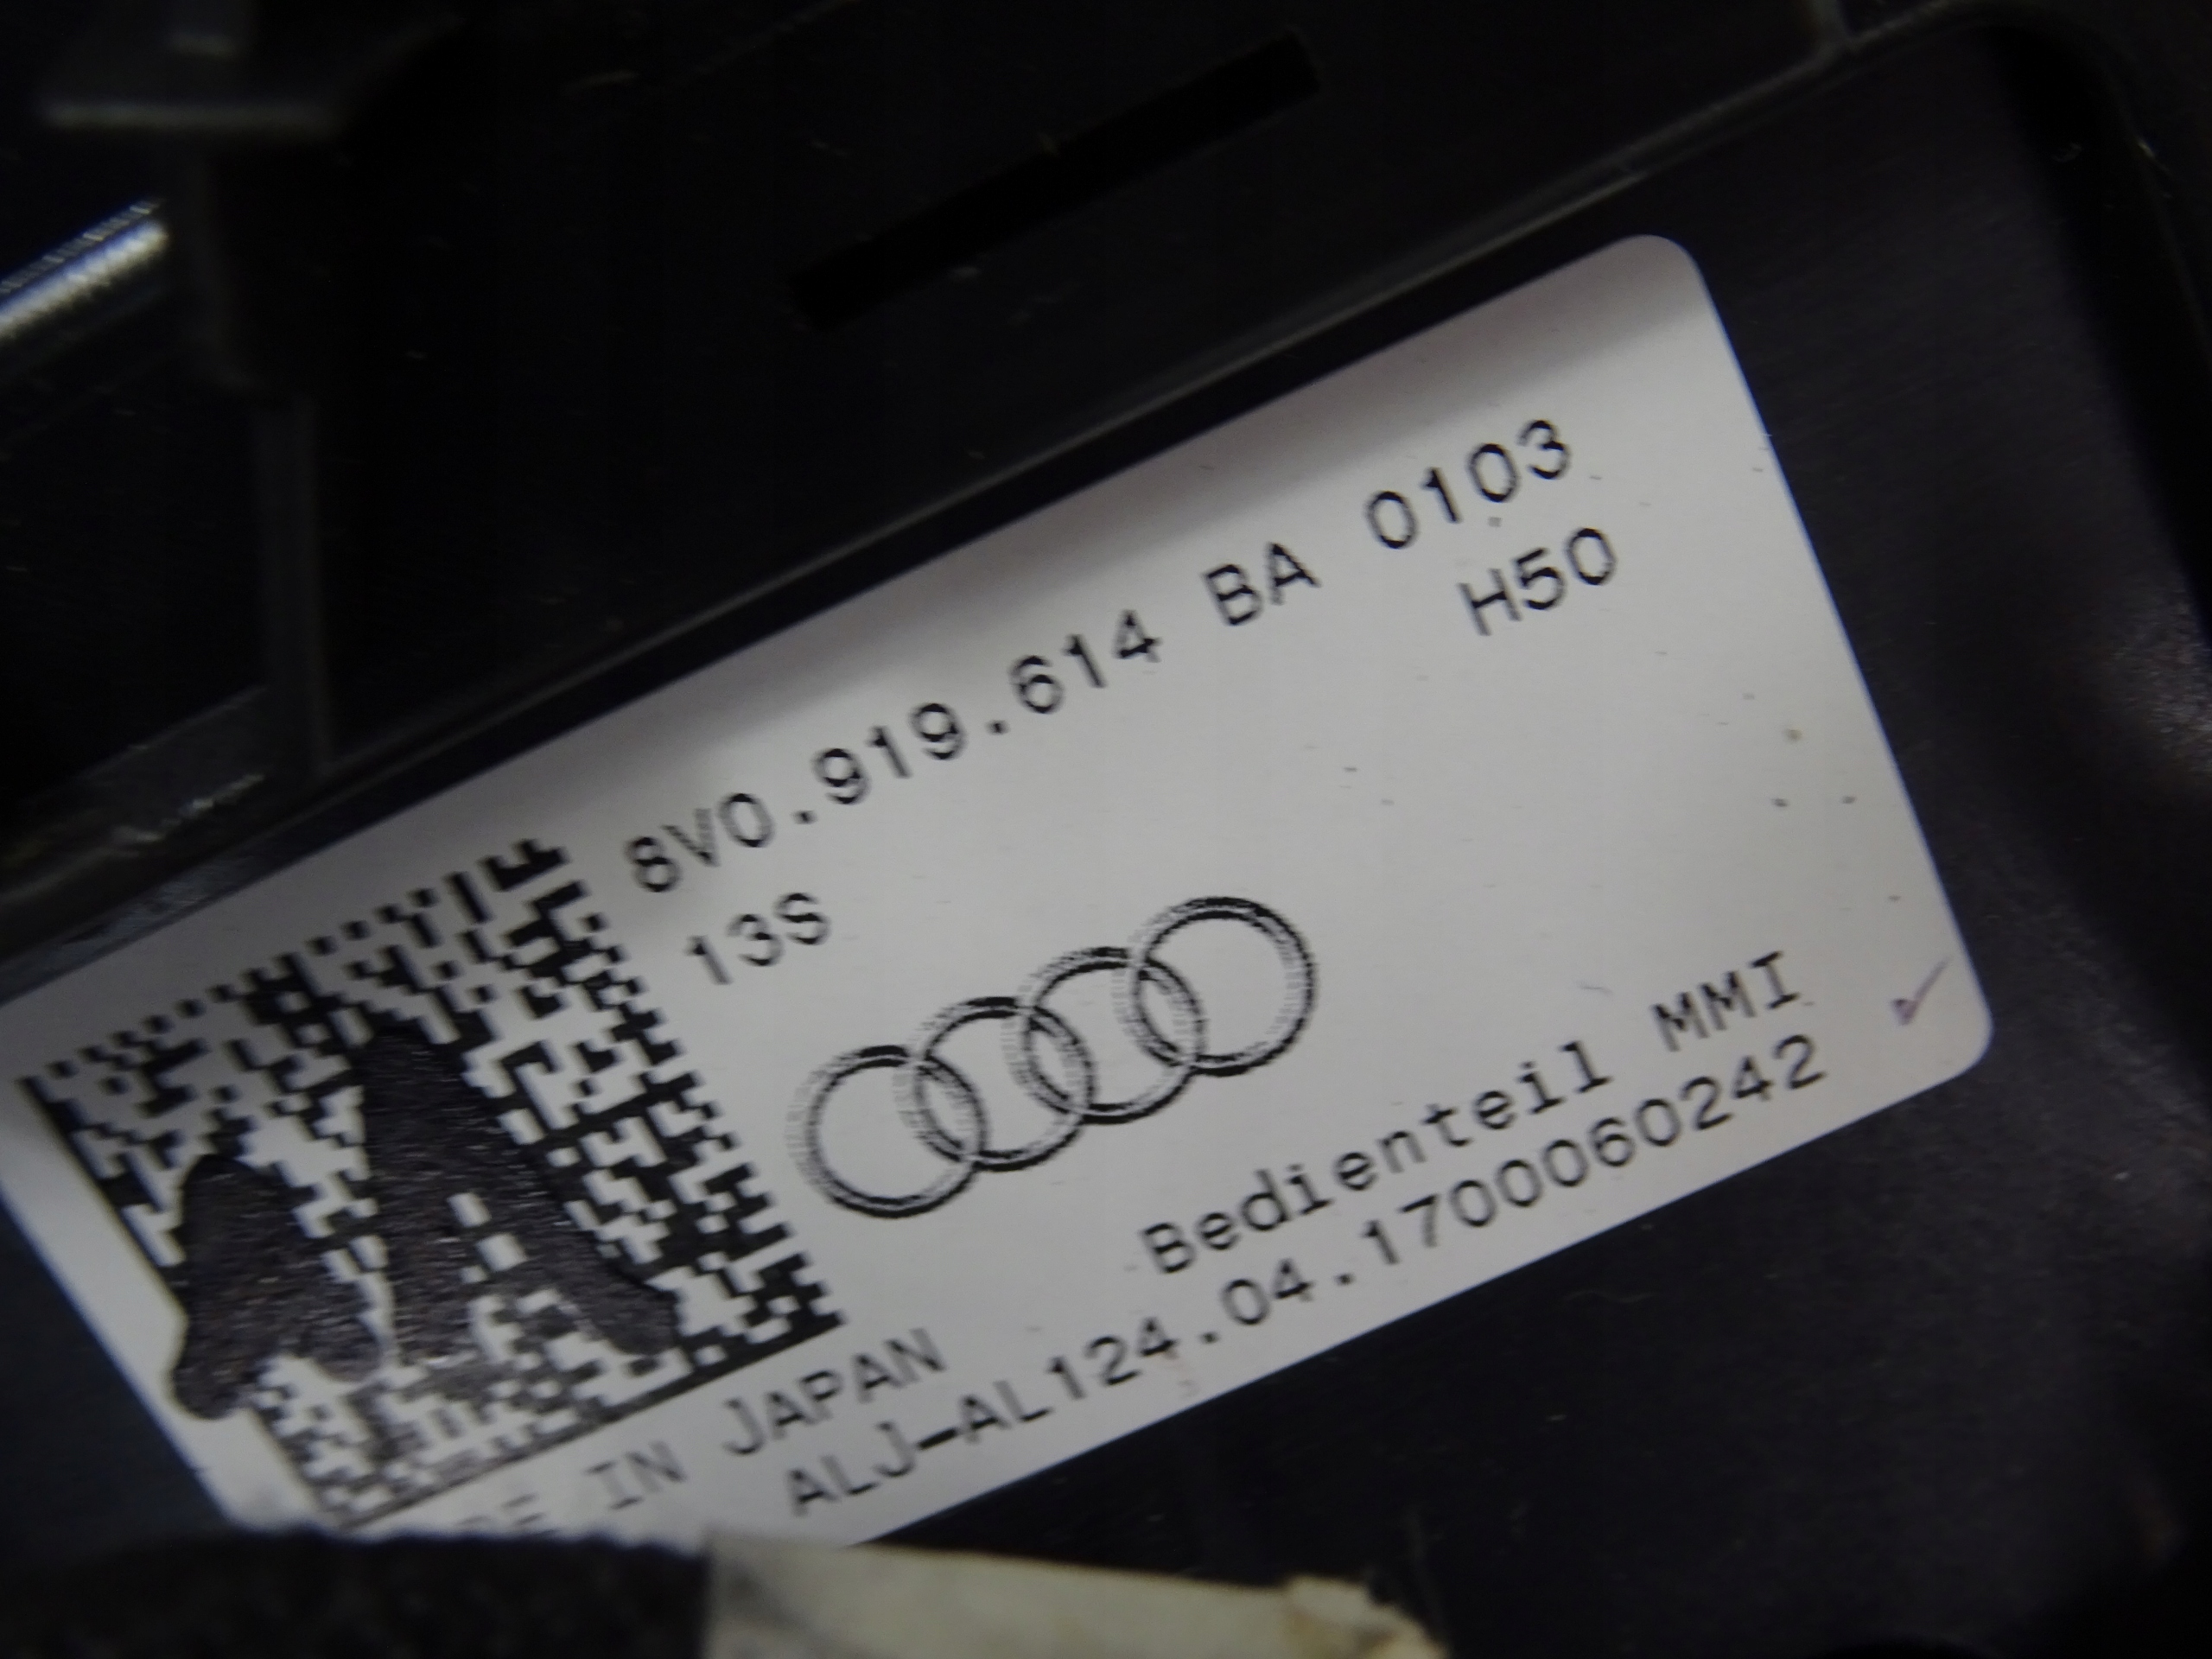 8V0.919.614 BA 0103
H50
13S
Bedienteil MMI
IN JAPAN
ALJ-AL124.04.1700060242